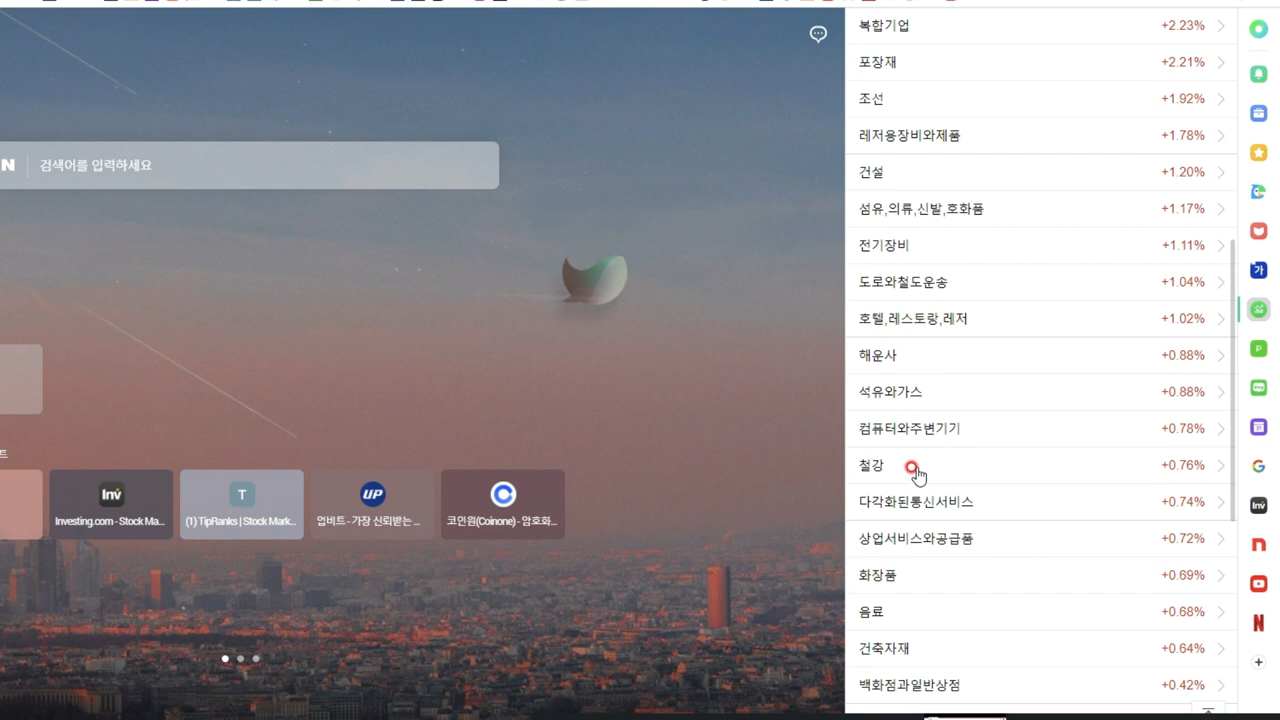 N 검색어를 입력하세요
트
Inv
Investing.com - Stock Ma...
T
(1) TipRanks | Stock Mark...
UP
업비트 - 가장 신뢰받는 ...
코인원(Coinone) - 암호화...
복합기업 +2.23%
포장재 +2.21%
조선 +1.92%
레저용장비와제품 +1.78%
건설 +1.20%
섬유,의류,신발,호화품 +1.17%
전기장비 +1.11%
도로와철도운송 +1.04%
호텔,레스토랑,레저 +1.02%
해운사 +0.88%
석유와가스 +0.88%
컴퓨터와주변기기 +0.78%
철강 +0.76%
다각화된통신서비스 +0.74%
상업서비스와공급품 +0.72%
화장품 +0.69%
음료 +0.68%
건축자재 +0.64%
백화점과일반상점 +0.42%
가
P
G
Inv
n
N